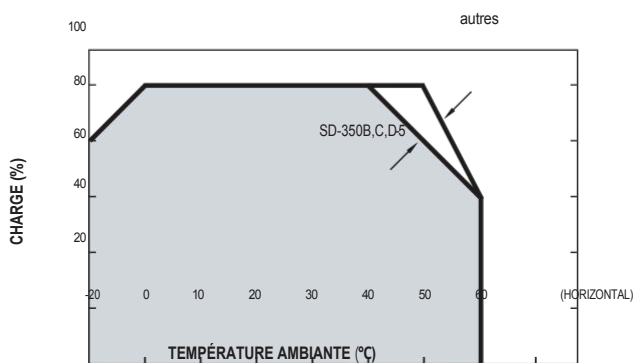 autres
100
80
SD-350B,C,D-5
60
CHARGE (%)
40
20
-20 0 10 20 30 40 50 60 (HORIZONTAL)
TEMPÉRATURE AMBIANTE (℃)